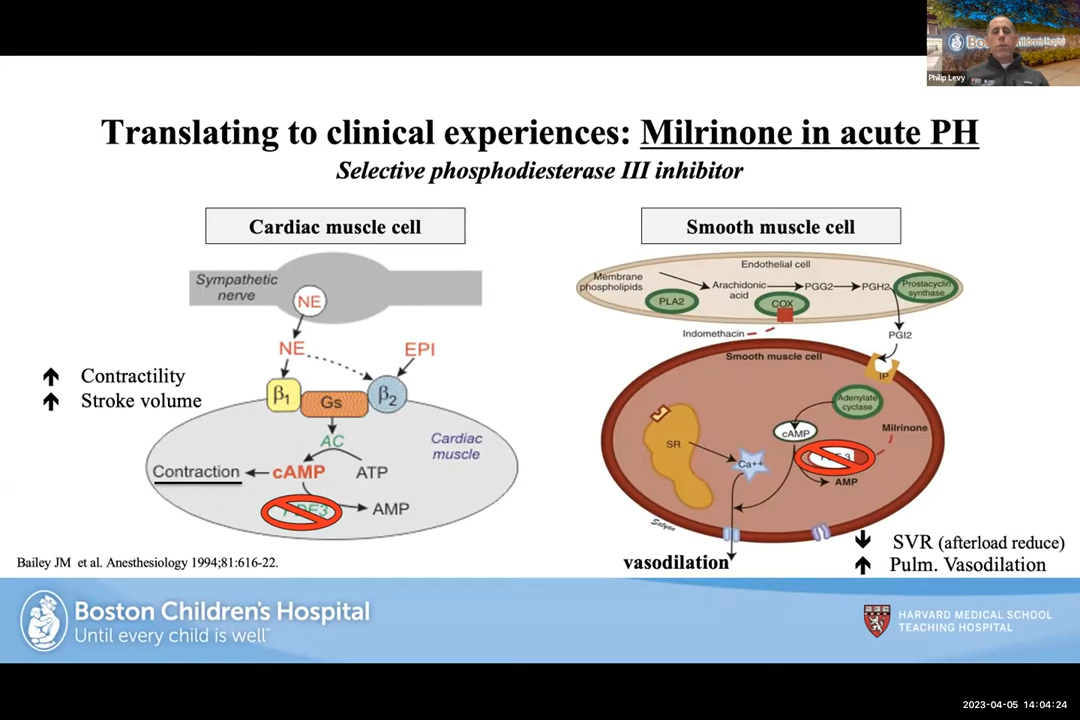 Boston Children's Hospital
Philip Levy
Translating to clinical experiences: Milrinone in acute PH
Selective phosphodiesterase III inhibitor
Cardiac muscle cell
Sympathetic
nerve
NE
NE
EPI
Contractility
Stroke volume
β1
Gs
β2
AC
Cardiac
muscle
Contraction
cAMP
ATP
PDE3
AMP
Bailey JM et al. Anesthesiology 1994;81:616-22.
Smooth muscle cell
Endothelial cell
Membrane
phospholipids
Arachidonic
acid
PGG2
PGH2
Prostacyclin
synthase
PLA2
COX
Indomethacin
PGI2
Smooth muscle cell
IP
Adenylate
cyclase
Milrinone
cAMP
SR
Ca++
AMP
Satyan
vasodilation
SVR (afterload reduce)
Pulm. Vasodilation
Boston Children's Hospital
Until every child is well™
HARVARD MEDICAL SCHOOL
TEACHING HOSPITAL
2023-04-05 14:04:24